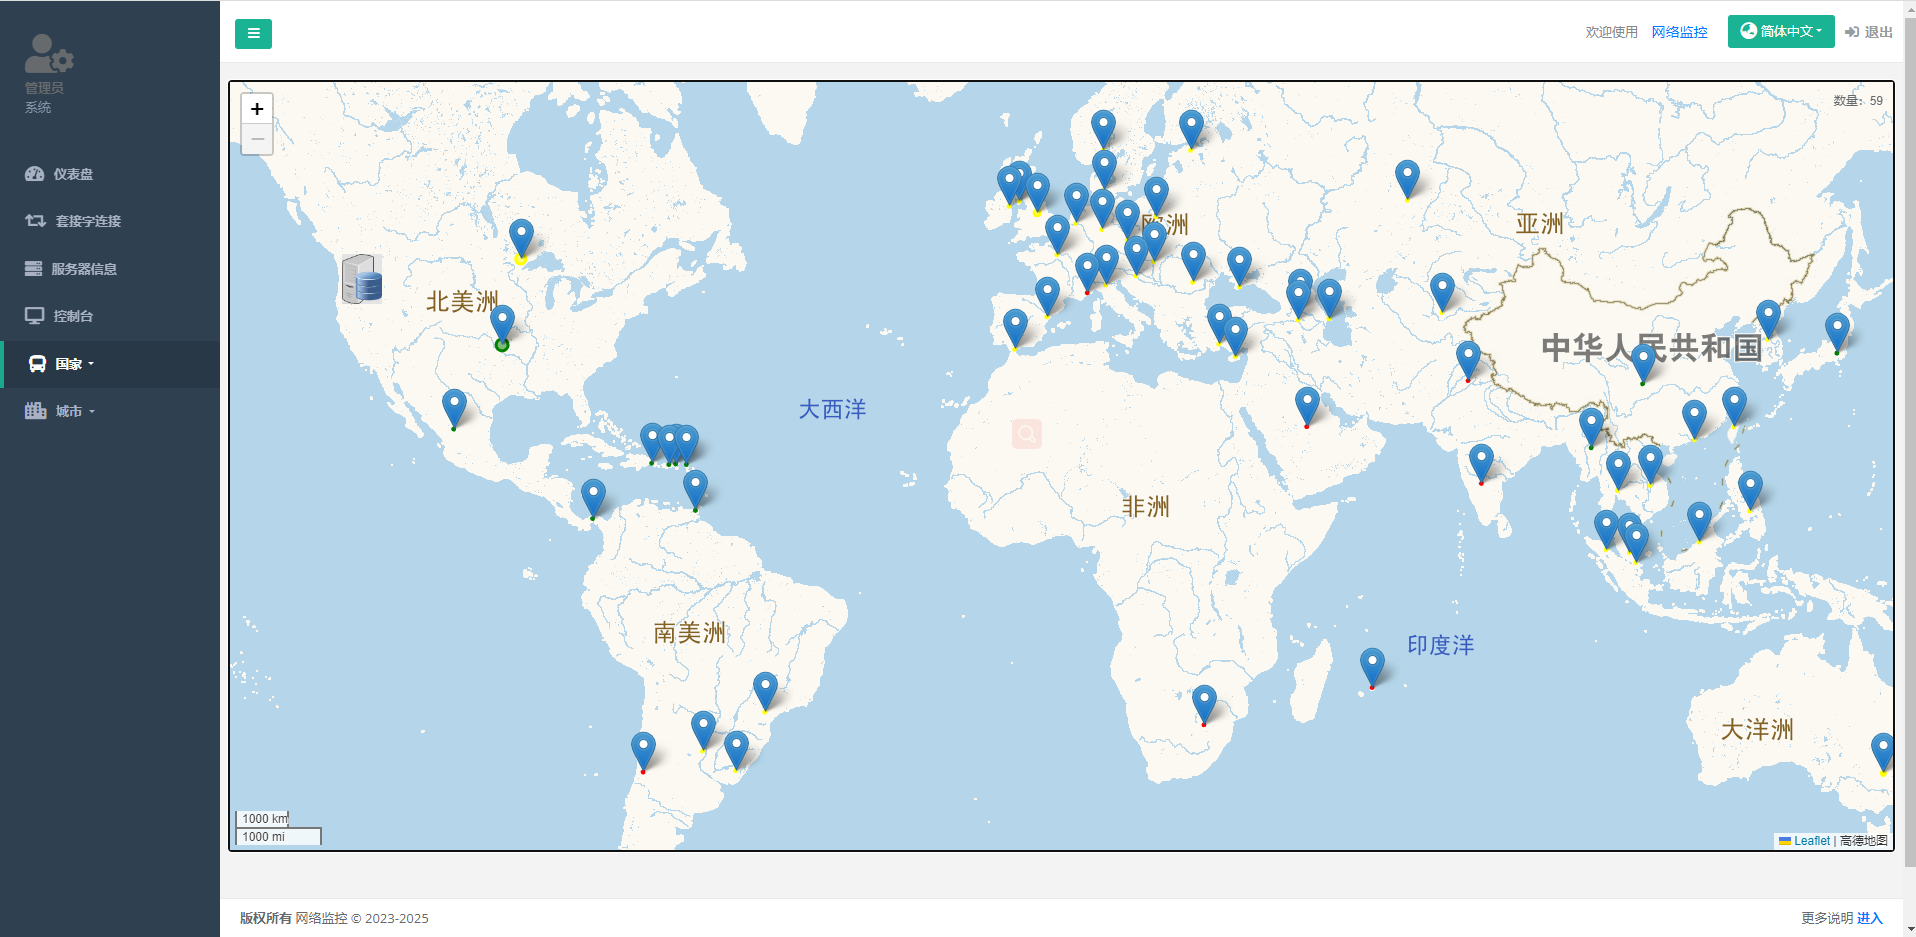 管理员
系统
仪表盘
套接字连接
服务器信息
控制台
国家
城市
欢迎使用 网络监控 简体中文 退出
+
−
数量：59
欧洲
亚洲
北美洲
中华人民共和国
大西洋
非洲
南美洲
印度洋
大洋洲
1000 km
1000 mi
Leaflet | 高德地图
版权所有 网络监控 © 2023-2025
更多说明 进入